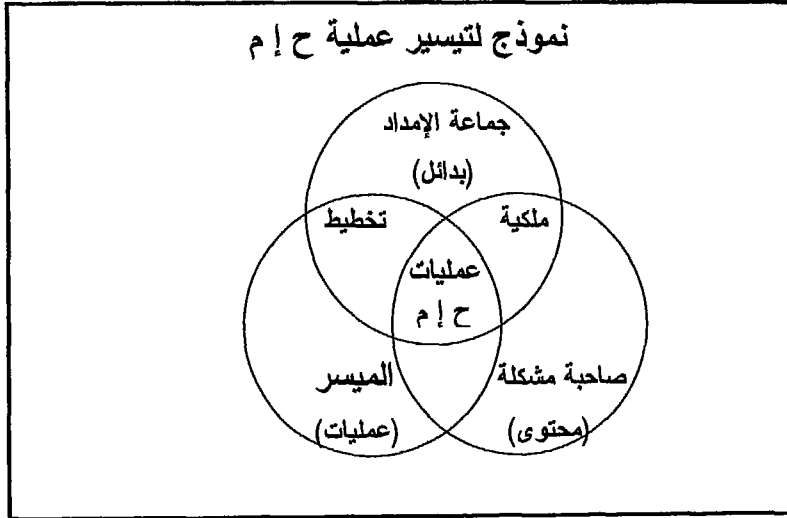 نموذج لتيسير عملية ح إ م
جماعة الإمداد
(بدائل)
ملكية
تخطيط
عمليات
ح إ م
صاحبة مشكلة
(محتوى)
الميسر
(عمليات)